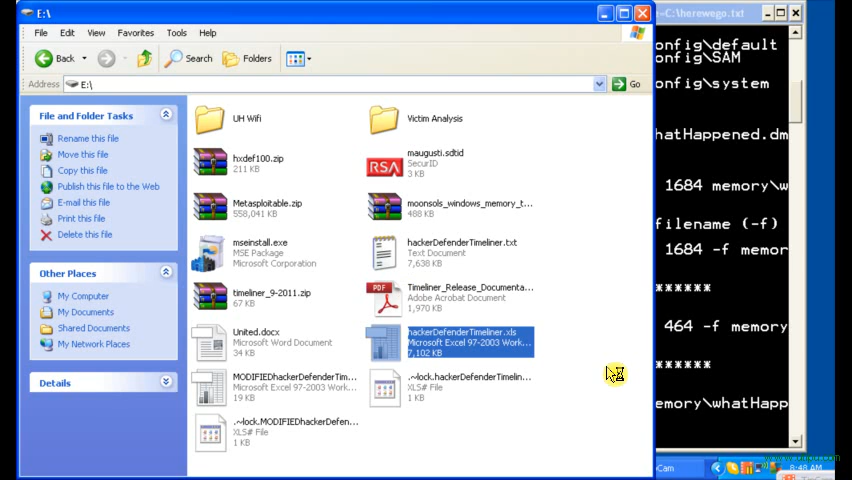 E:\
=C:\herewego.txt
File Edit View Favorites Tools Help
Back Search Folders
Address E:\ Go
onfig\default
onfig\SAM
onfig\system
hatHappened.dm
1684 memory\w
filename (-f)
1684 -f memor
******
464 -f memory
******
emory\whatHapp
File and Folder Tasks
Rename this file
Move this file
Copy this file
Publish this file to the Web
E-mail this file
Print this file
Delete this file
Other Places
My Computer
My Documents
Shared Documents
My Network Places
Details
UH Wifi
Victim Analysis
hxdef100.zip
211 KB
RSA
maugusti.sdtid
SecurID
3 KB
Metasploitable.zip
558,041 KB
moonsols_windows_memory_t...
488 KB
mseinstall.exe
MSE Package
Microsoft Corporation
hackerDefenderTimeliner.txt
Text Document
7,638 KB
timeliner_9-2011.zip
67 KB
PDF
Timeliner_Release_Documenta...
Adobe Acrobat Document
1,970 KB
United.docx
Microsoft Word Document
34 KB
hackerDefenderTimeliner.xls
Microsoft Excel 97-2003 Work...
7,102 KB
MODIFIEDhackerDefenderTim...
Microsoft Excel 97-2003 Work...
19 KB
.~lock.hackerDefenderTimelin...
XLS# File
1 KB
.~lock.MODIFIEDhackerDefen...
XLS# File
1 KB
Cam
8:48 AM